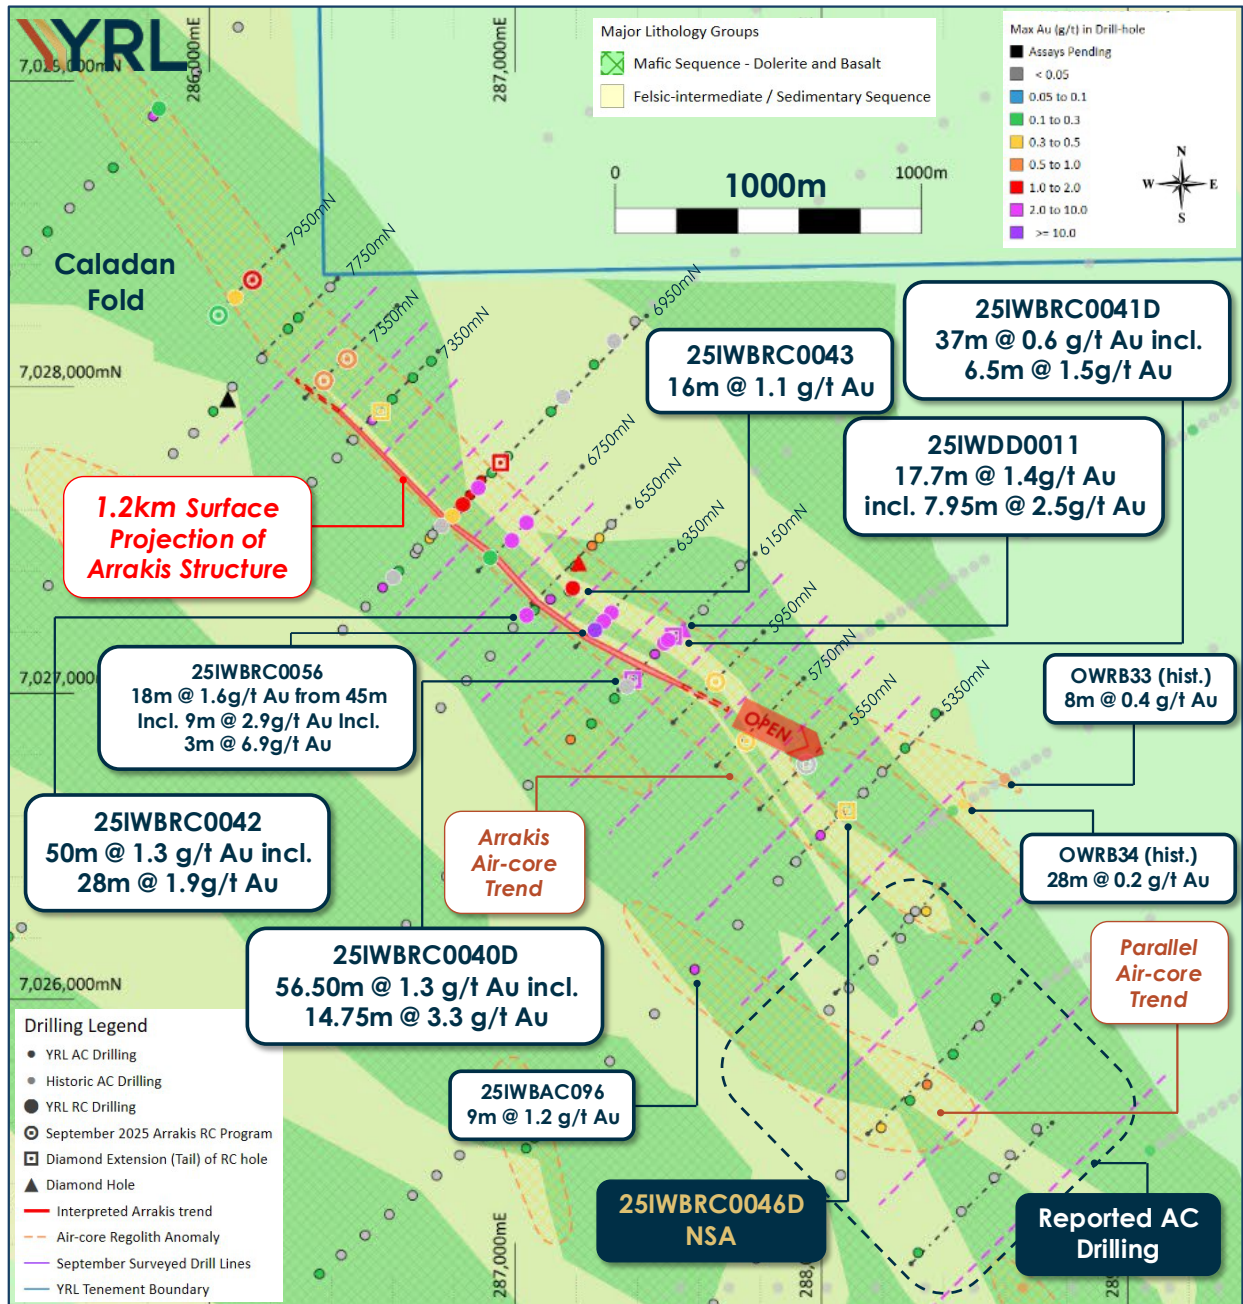 YRL
7,029,000mN
286,000mE
287,000mE
Major Lithology Groups
Mafic Sequence - Dolerite and Basalt
Felsic-intermediate / Sedimentary Sequence
Max Au (g/t) in Drill-hole
Assays Pending
< 0.05
0.05 to 0.1
0.1 to 0.3
0.3 to 0.5
0.5 to 1.0
1.0 to 2.0
2.0 to 10.0
>= 10.0
N
W
E
S
0
1000m
1000m
Caladan
Fold
7950mN
7750mN
7550mN
7350mN
6950mN
6750mN
6550mN
6350mN
6150mN
5950mN
5750mN
5550mN
5350mN
7,028,000mN
25IWBRC0041D
37m @ 0.6 g/t Au incl.
6.5m @ 1.5g/t Au
25IWBRC0043
16m @ 1.1 g/t Au
25IWDD0011
17.7m @ 1.4g/t Au
incl. 7.95m @ 2.5g/t Au
1.2km Surface
Projection of
Arrakis Structure
7,027,000mN
25IWBRC0056
18m @ 1.6g/t Au from 45m
Incl. 9m @ 2.9g/t Au Incl.
3m @ 6.9g/t Au
OPEN
OWRB33 (hist.)
8m @ 0.4 g/t Au
25IWBRC0042
50m @ 1.3 g/t Au incl.
28m @ 1.9g/t Au
Arrakis
Air-core
Trend
OWRB34 (hist.)
28m @ 0.2 g/t Au
25IWBRC0040D
56.50m @ 1.3 g/t Au incl.
14.75m @ 3.3 g/t Au
Parallel
Air-core
Trend
7,026,000mN
25IWBAC096
9m @ 1.2 g/t Au
25IWBRC0046D
NSA
Reported AC
Drilling
Drilling Legend
YRL AC Drilling
Historic AC Drilling
YRL RC Drilling
September 2025 Arrakis RC Program
Diamond Extension (Tail) of RC hole
Diamond Hole
Interpreted Arrakis trend
Air-core Regolith Anomaly
September Surveyed Drill Lines
YRL Tenement Boundary
287,000mE